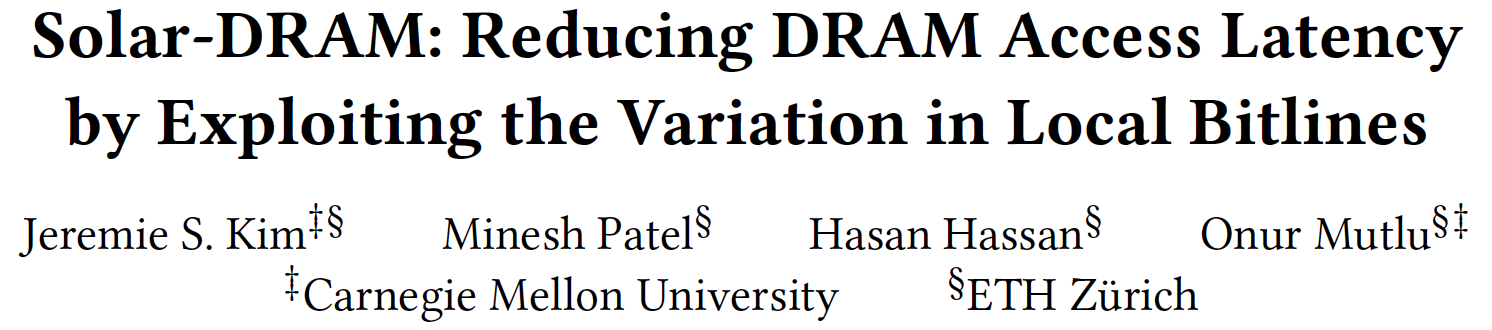 Solar-DRAM: Reducing DRAM Access Latency
by Exploiting the Variation in Local Bitlines
Jeremie S. Kim‡§ Minesh Patel§ Hasan Hassan§ Onur Mutlu§‡
‡Carnegie Mellon University §ETH Zürich